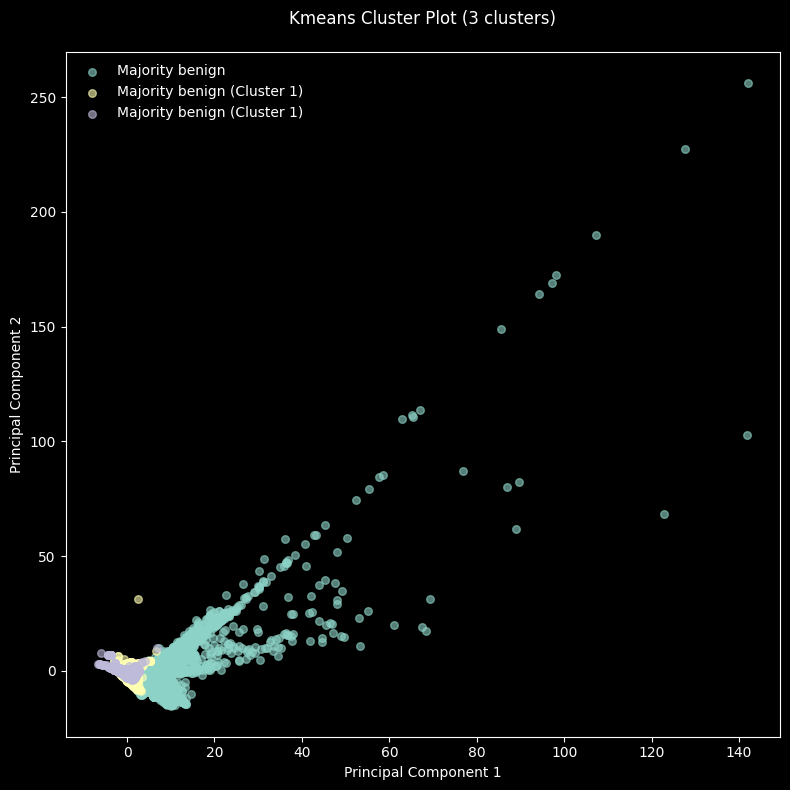 Kmeans Cluster Plot (3 clusters)
Majority benign
Majority benign (Cluster 1)
Majority benign (Cluster 1)
250
200
150
100
50
0
Principal Component 2
0 20 40 60 80 100 120 140
Principal Component 1